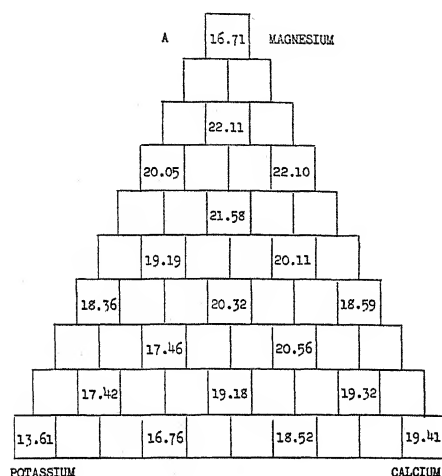 A 16.71 MAGNESIUM
22.11
20.05 22.10
21.58
19.19 20.11
18.36 20.32 18.59
17.46 20.56
17.42 19.18 19.32
13.61 16.76 18.52 19.41
POTASSIUM CALCIUM